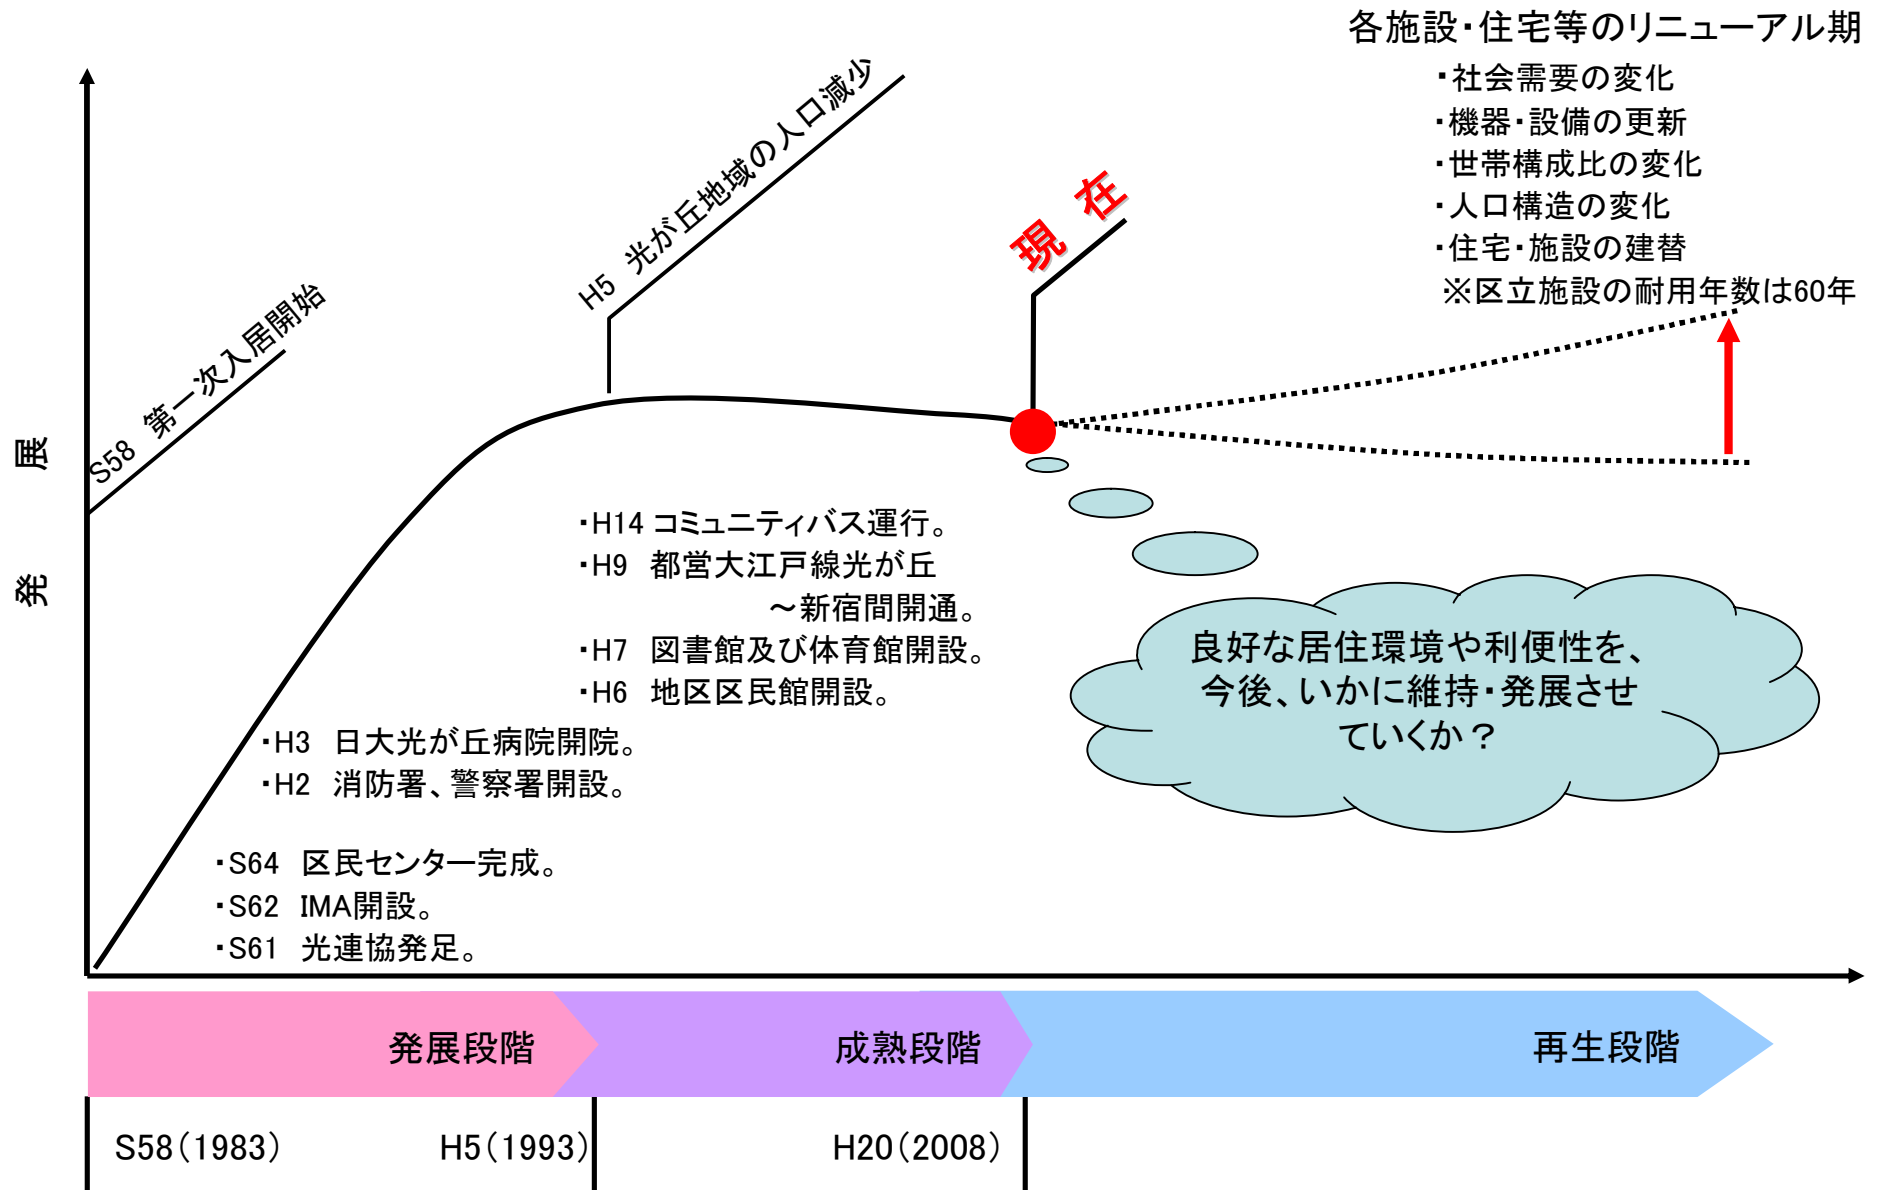 各施設・住宅等のリニューアル期
・社会需要の変化
・機器・設備の更新
・世帯構成比の変化
・人口構造の変化
・住宅・施設の建替
※区立施設の耐用年数は60年
S58 第一次入居開始
H5 光が丘地域の人口減少
現在
発展
・H14 コミュニティバス運行。
・H9 都営大江戸線光が丘
～新宿間開通。
・H7 図書館及び体育館開設。
・H6 地区区民館開設。
・H3 日大光が丘病院開院。
・H2 消防署、警察署開設。
・S64 区民センター完成。
・S62 IMA開設。
・S61 光連協発足。
良好な居住環境や利便性を、
今後、いかに維持・発展させ
ていくか？
発展段階
成熟段階
再生段階
S58（1983）
H5（1993）
H20（2008）